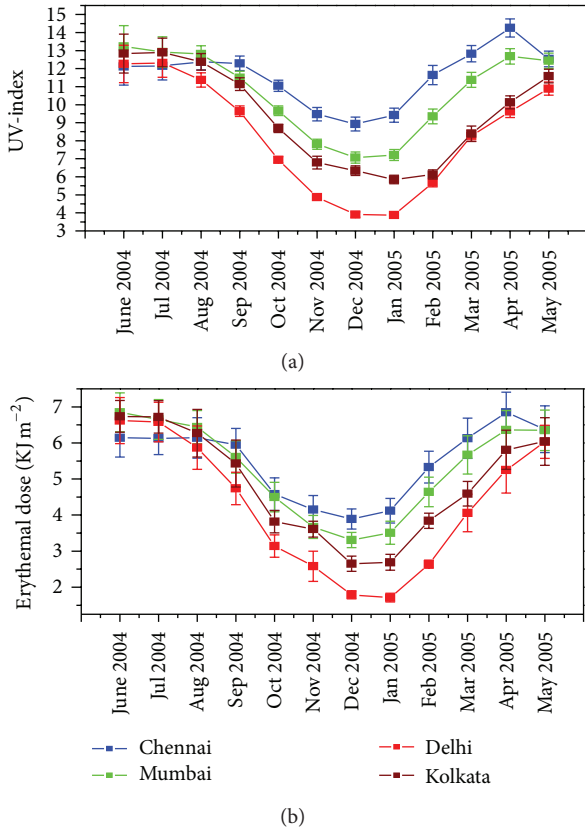 15
14
13
12
11
10
9
8
7
6
5
4
3
UV-index
June 2004
Jul 2004
Aug 2004
Sep 2004
Oct 2004
Nov 2004
Dec 2004
Jan 2005
Feb 2005
Mar 2005
Apr 2005
May 2005
(a)
7
6
5
4
3
2
Erythemal dose (KJ m−2)
June 2004
Jul 2004
Aug 2004
Sep 2004
Oct 2004
Nov 2004
Dec 2004
Jan 2005
Feb 2005
Mar 2005
Apr 2005
May 2005
Chennai
Delhi
Mumbai
Kolkata
(b)